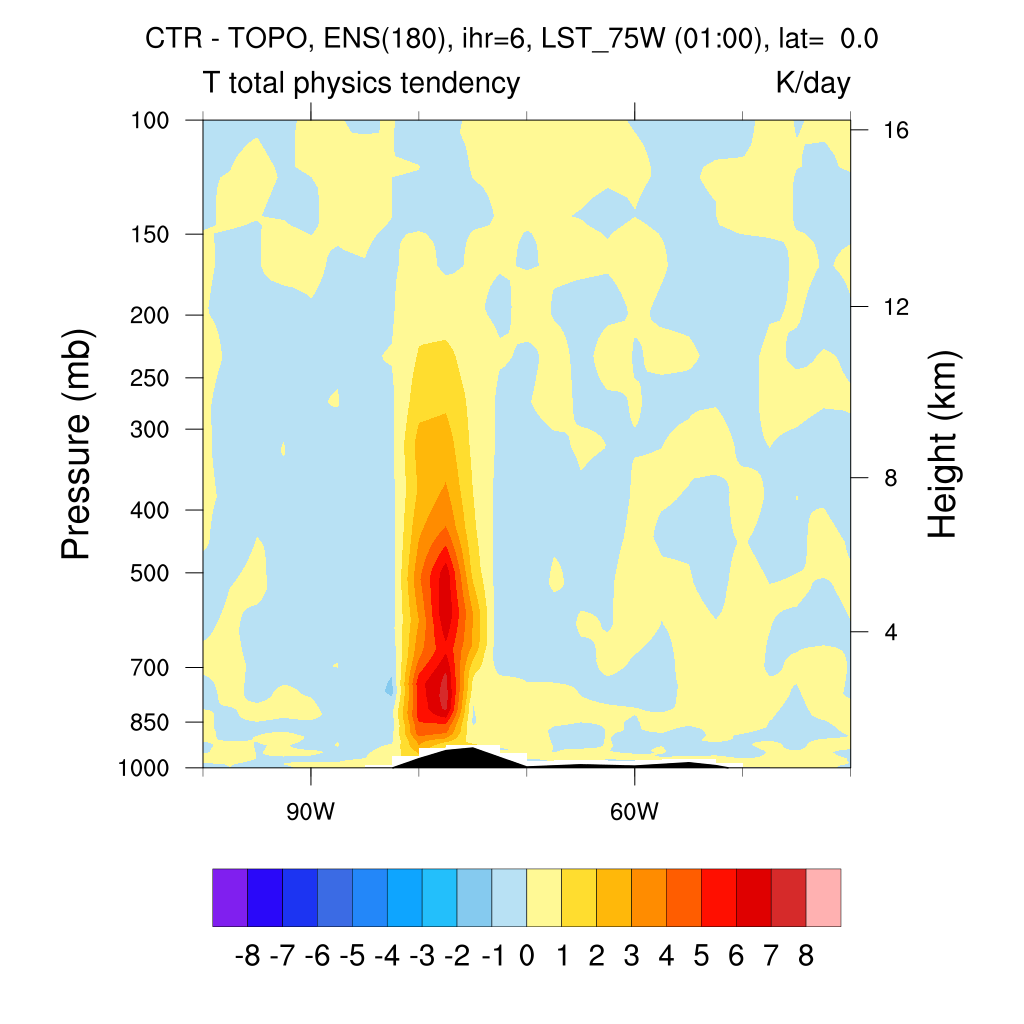 CTR - TOPO, ENS(180), ihr=6, LST_75W (01:00), lat=  0.0
T total physics tendency K/day
100
150
200
250
300
400
500
700
850
1000
Pressure (mb)
16
12
8
4
Height (km)
90W 60W
-8 -7 -6 -5 -4 -3 -2 -1 0 1 2 3 4 5 6 7 8